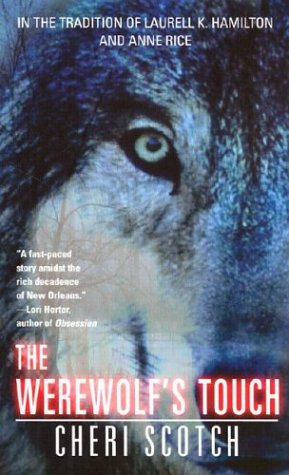 IN THE TRADITION OF LAURELL K. HAMILTON
AND ANNE RICE
"A fast-paced
story amidst the
rich decadence
of New Orleans."
—Lori Herter,
author of Obsession
THE
WEREWOLF'S TOUCH
CHERI SCOTCH